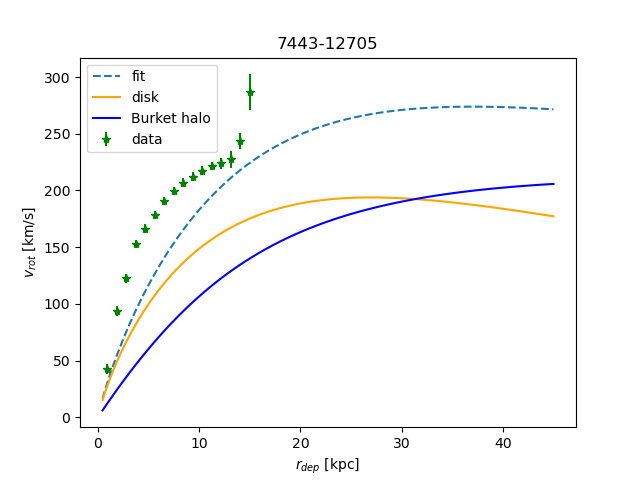 7443-12705
fit
disk
Burket halo
data
300
250
200
150
100
50
0
v_rot [km/s]
0 10 20 30 40
r_dep [kpc]